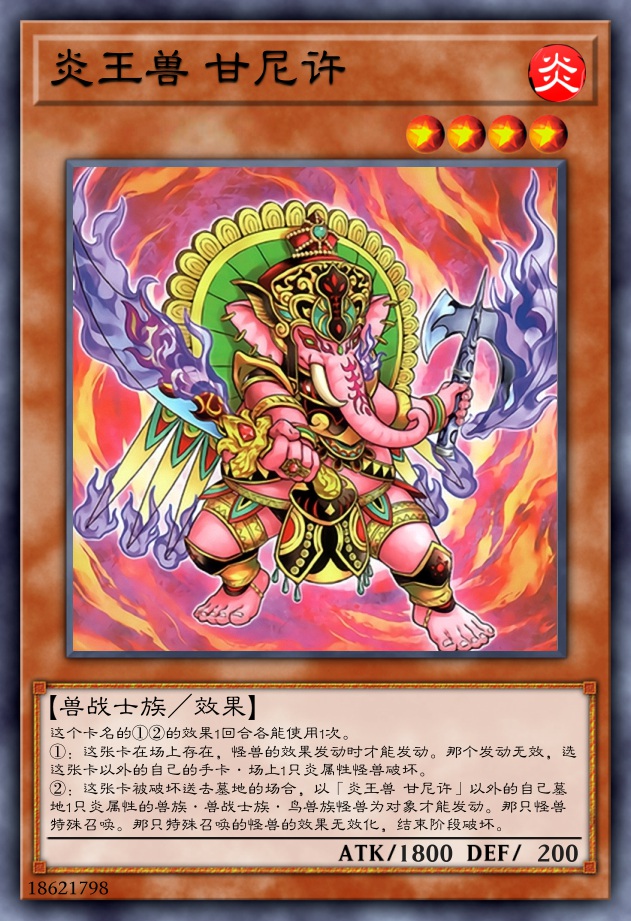 炎王兽 甘尼许
炎
【兽战士族／效果】
这个卡名的①②的效果1回合各能使用1次。
①：这张卡在场上存在，怪兽的效果发动时才能发动。那个发动无效，选
这张卡以外的自己的手卡·场上1只炎属性怪兽破坏。
②：这张卡被破坏送去墓地的场合，以「炎王兽 甘尼许」以外的自己墓
地1只炎属性的兽族·兽战士族·鸟兽族怪兽为对象才能发动。那只怪兽
特殊召唤。那只特殊召唤的怪兽的效果无效化，结束阶段破坏。
ATK/1800 DEF/ 200
18621798